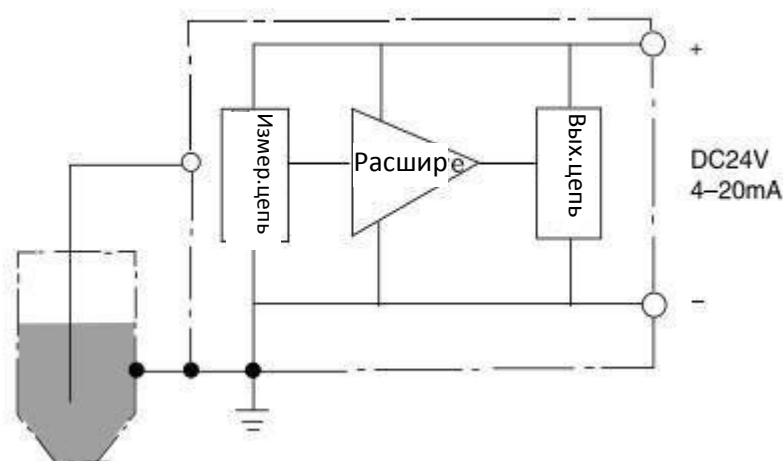 +
Измер.цепь
Расшире
Вых.цепь
DC24V
4–20mA
–